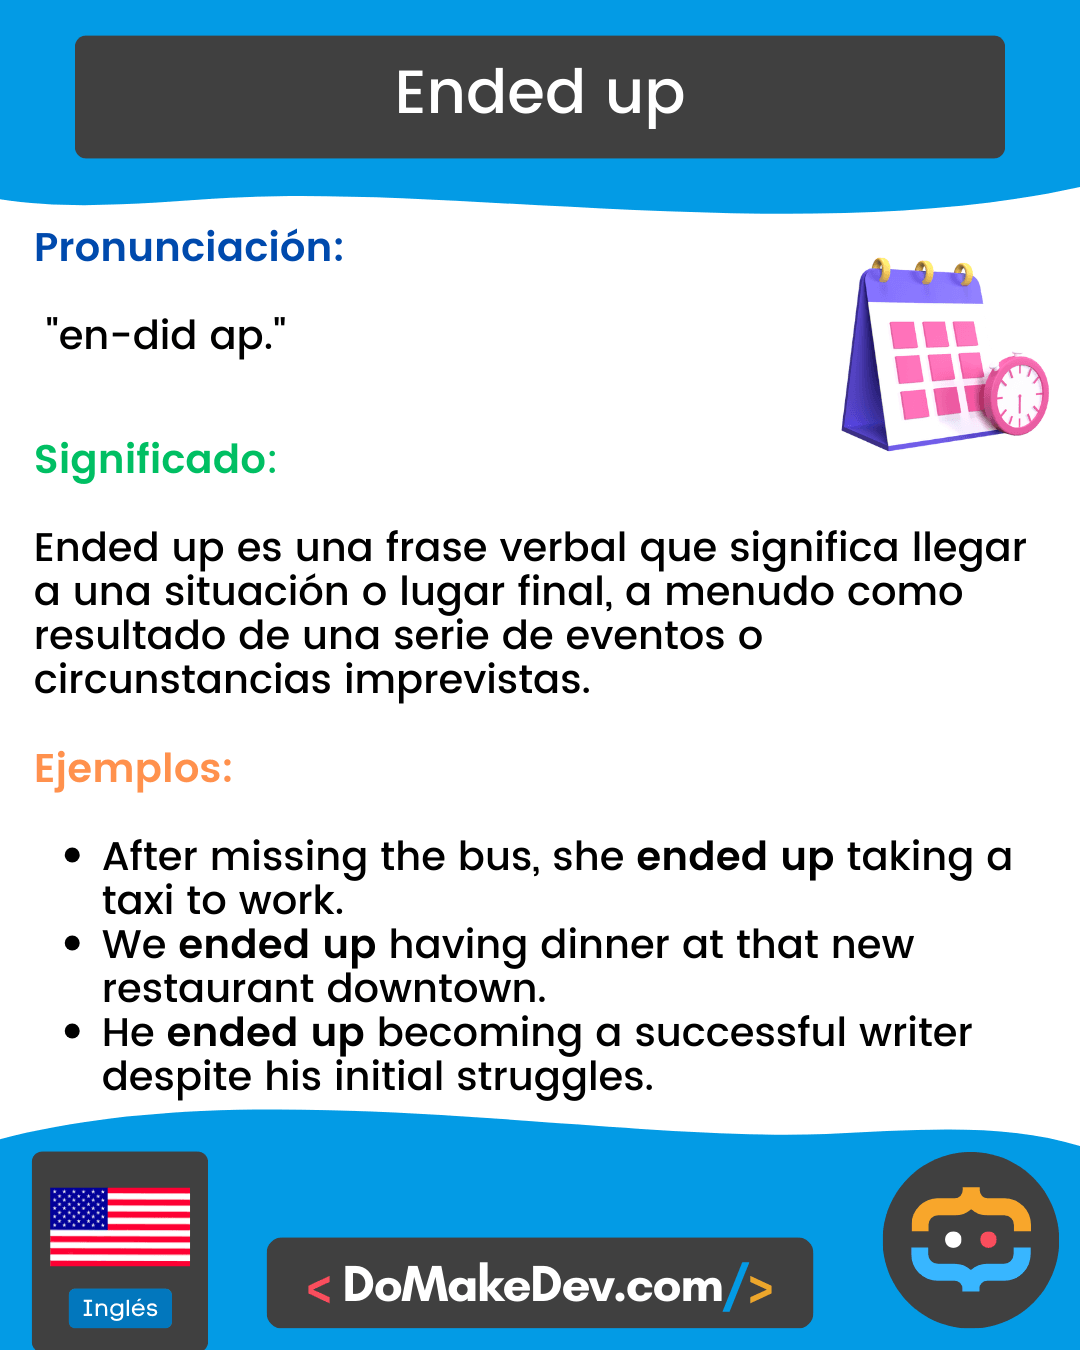 Ended up
Pronunciación:
"en-did ap."
Significado:
Ended up es una frase verbal que significa llegar
a una situación o lugar final, a menudo como
resultado de una serie de eventos o
circunstancias imprevistas.
Ejemplos:
• After missing the bus, she ended up taking a
taxi to work.
• We ended up having dinner at that new
restaurant downtown.
• He ended up becoming a successful writer
despite his initial struggles.
Inglés
< DoMakeDev.com/>